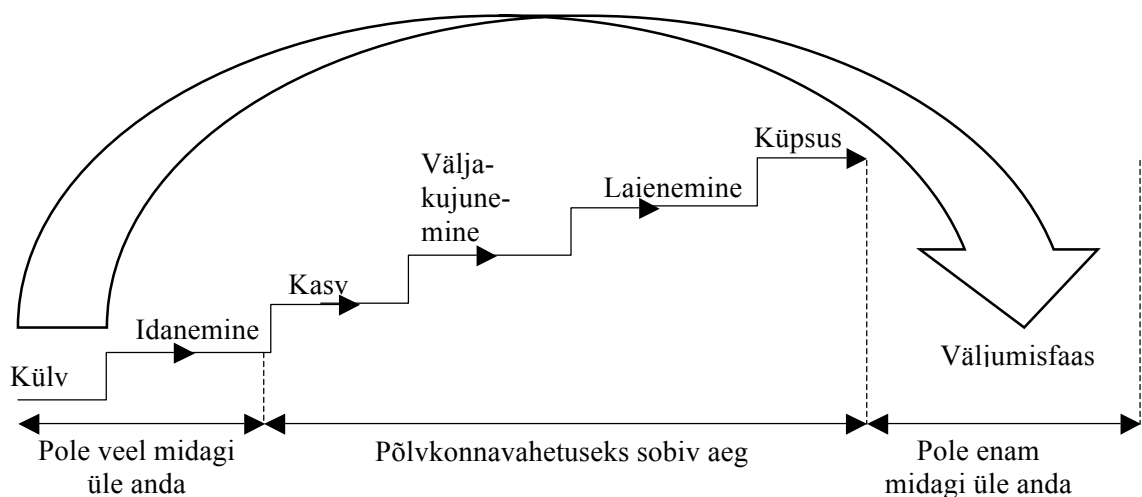 Küpsus
Välja-
kujune-
mine
Laienemine
Kasv
Idanemine
Külv
Väljumisfaas
Pole veel midagi
üle anda
Põlvkonnavahetuseks sobiv aeg
Pole enam
midagi üle anda